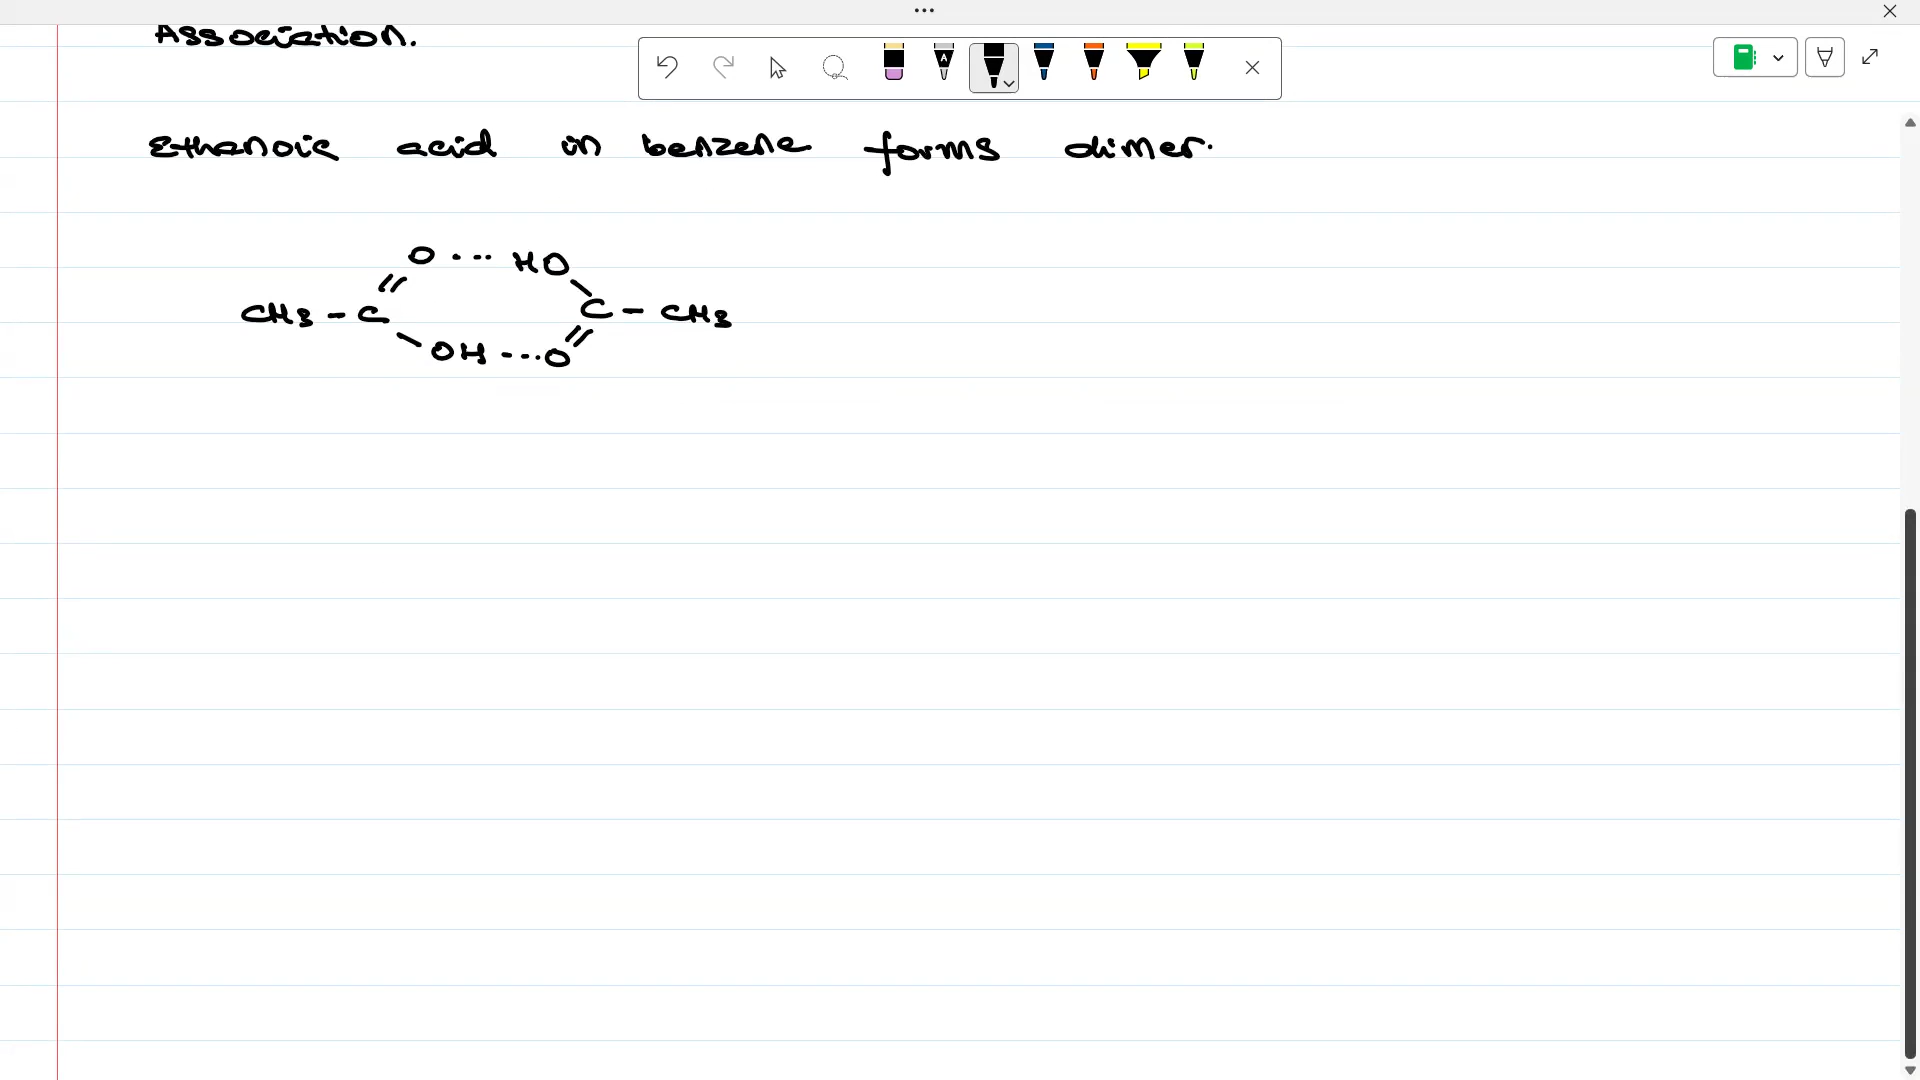 Association.
Ethanoic acid in benzene forms dimer.
O ... HO
CH3 - C C - CH3
OH ... O